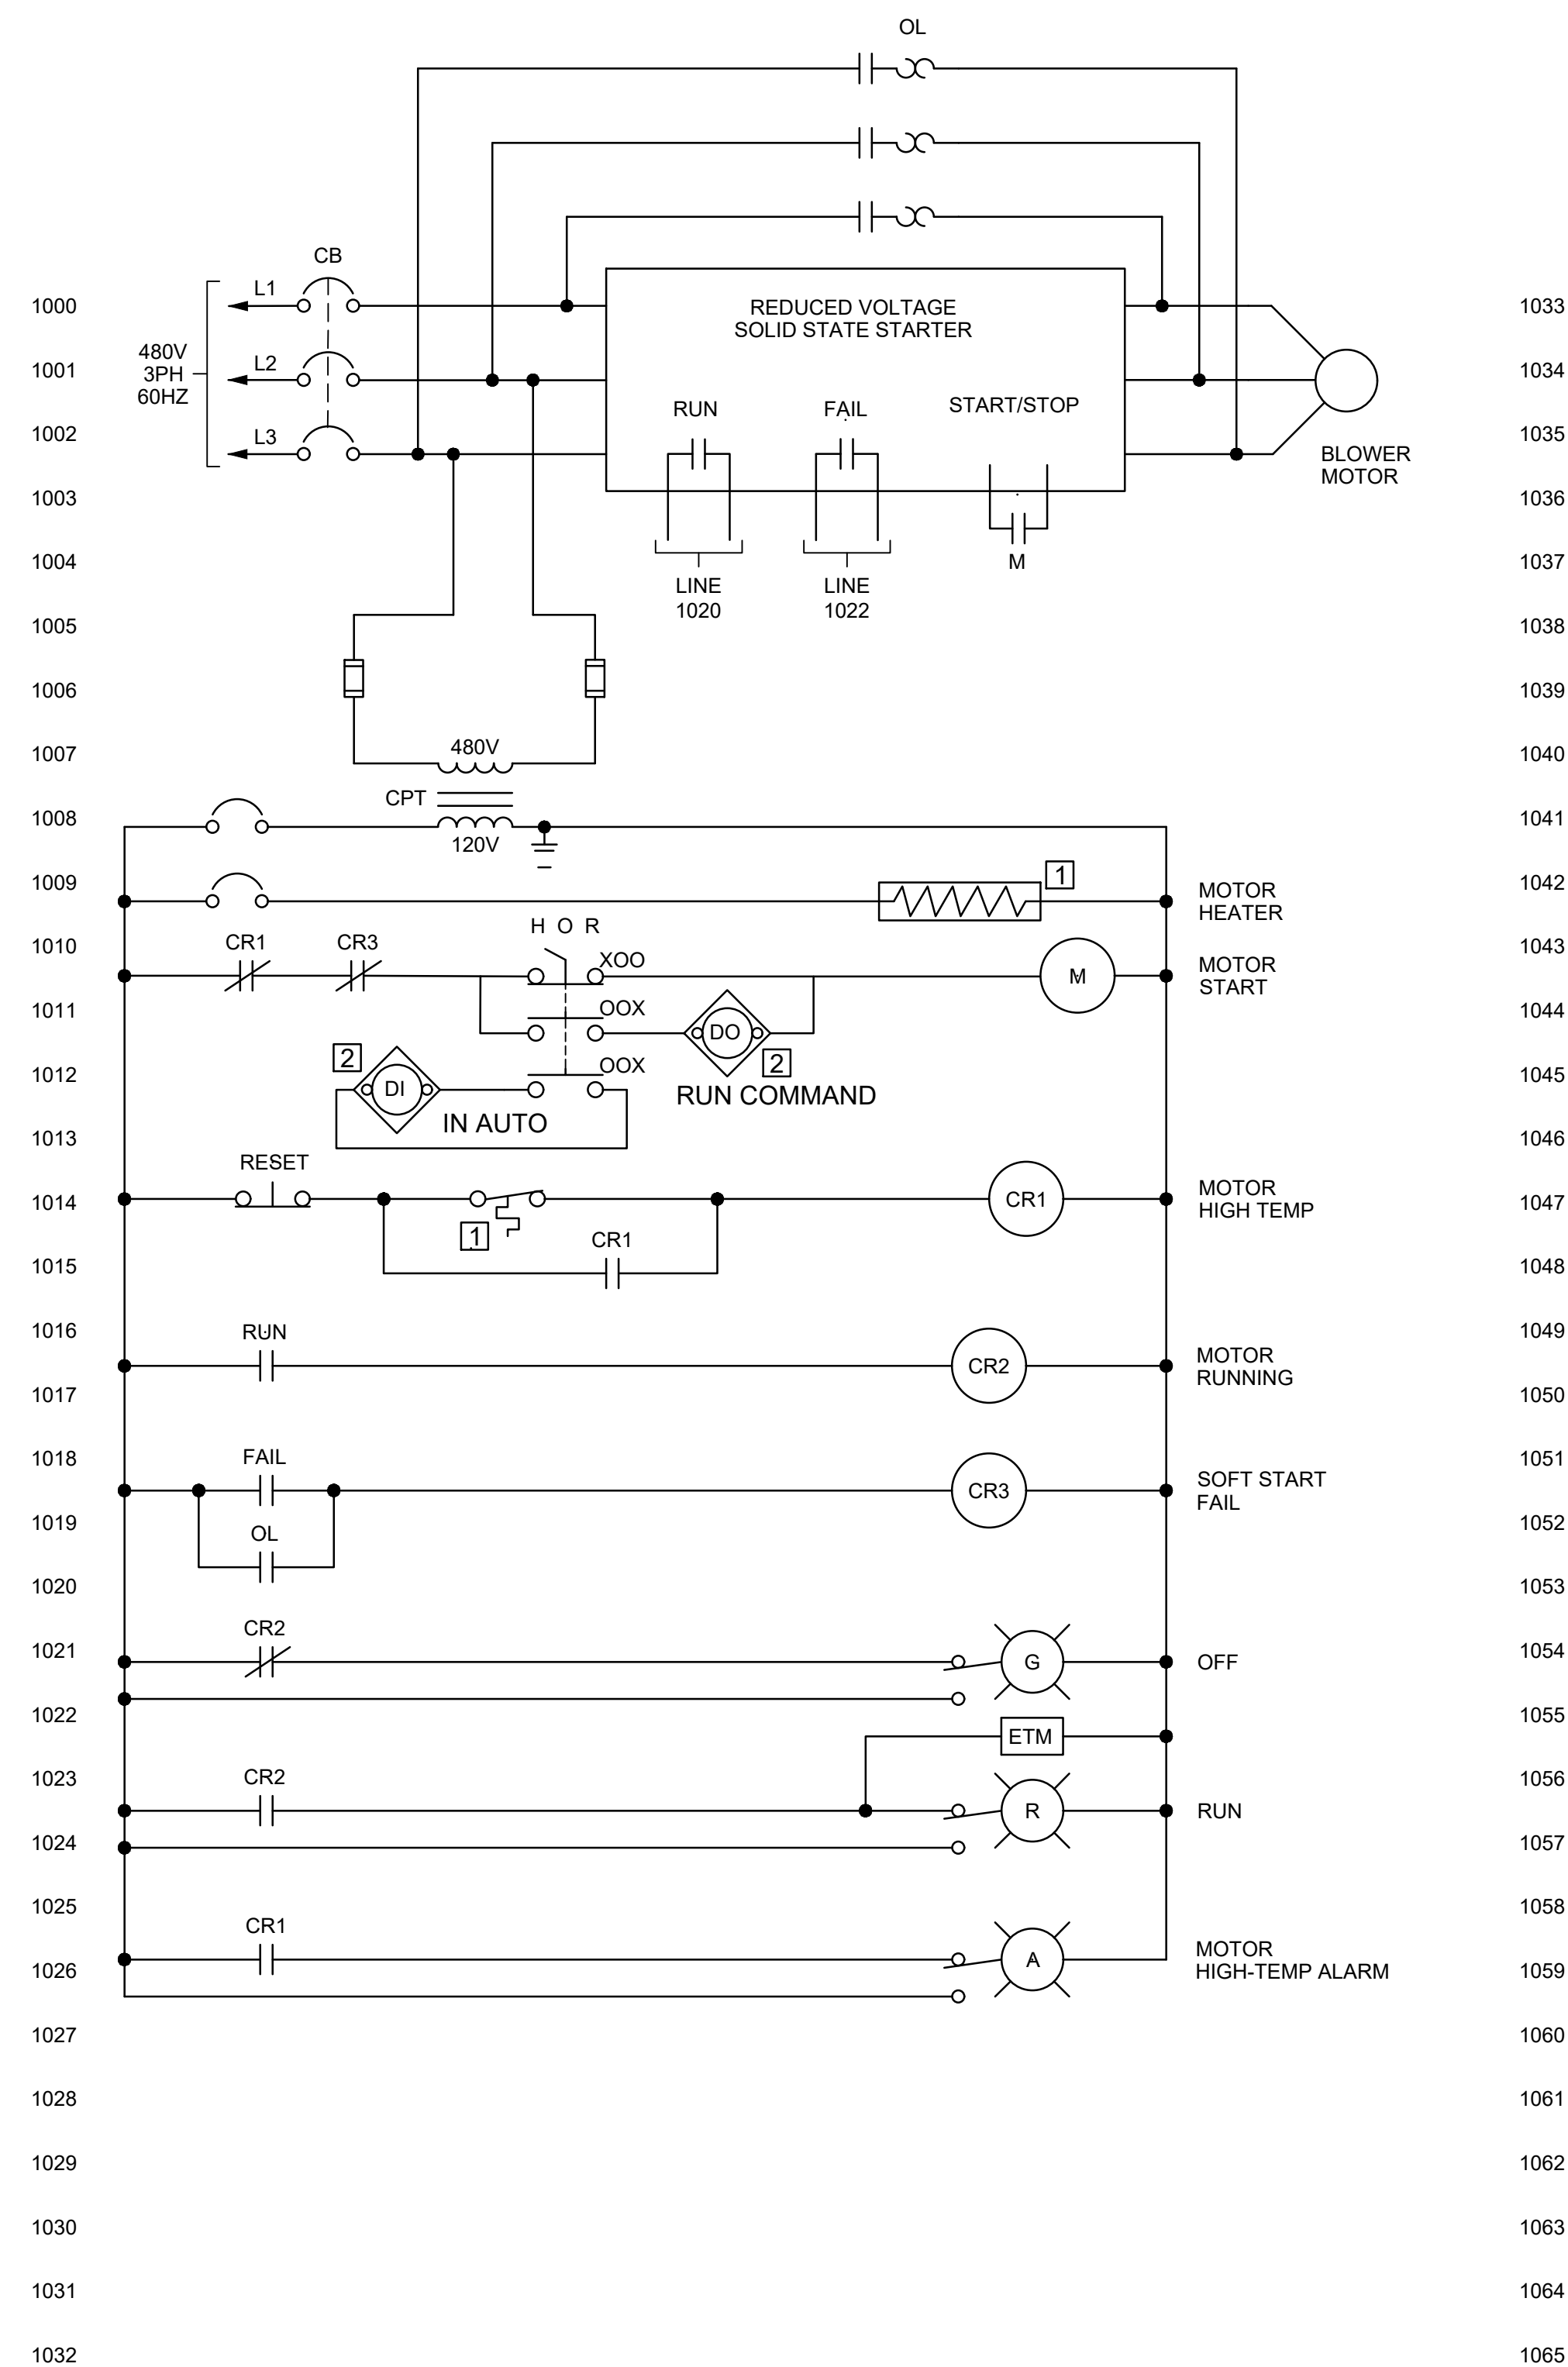 OL
CB
L1
1000
REDUCED VOLTAGE
SOLID STATE STARTER
1033
480V
3PH
60HZ
L2
1001
1034
RUN
FAIL
START/STOP
L3
1002
1035
BLOWER
MOTOR
1003
1036
1004
M
1037
LINE
1020
LINE
1022
1005
1038
1006
1039
1007
480V
1040
CPT
1008
120V
1041
1009
1
1042
MOTOR
HEATER
H O R
1010
CR1
CR3
XOO
M
1043
MOTOR
START
1011
OOX
DO
1044
2
OOX
2
1012
DI
RUN COMMAND
1045
IN AUTO
1013
1046
RESET
1014
CR1
1047
MOTOR
HIGH TEMP
1
CR1
1015
1048
1016
RUN
1049
CR2
MOTOR
RUNNING
1017
1050
1018
FAIL
1051
CR3
SOFT START
FAIL
1019
OL
1052
1020
1053
CR2
1021
G
OFF
1054
1022
1055
ETM
1023
CR2
1056
R
RUN
1024
1057
1025
1058
CR1
1026
A
MOTOR
HIGH-TEMP ALARM
1059
1027
1060
1028
1061
1029
1062
1030
1063
1031
1064
1032
1065